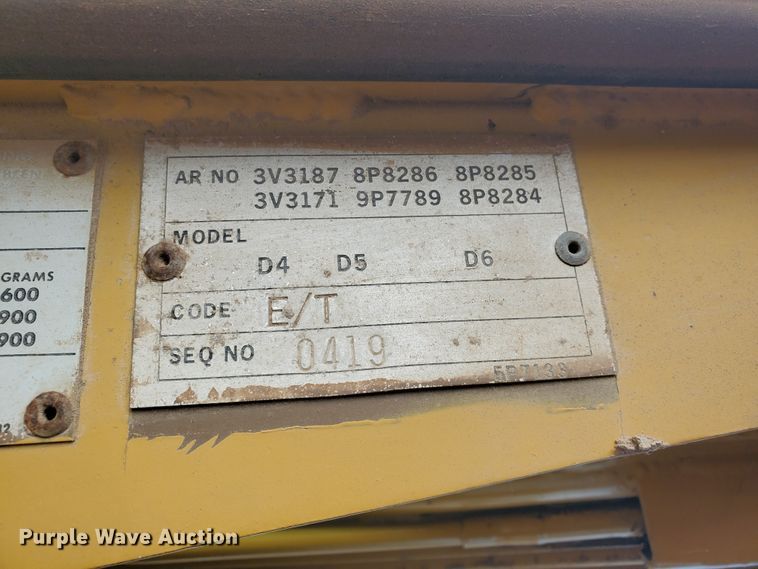 AR NO 3V3187 8P8286 8P8285
3V3171 9P7789 8P8284
MODEL
D4 D5 D6
CODE E/T
SEQ NO 0419
GRAMS
600
900
900
Purple Wave Auction